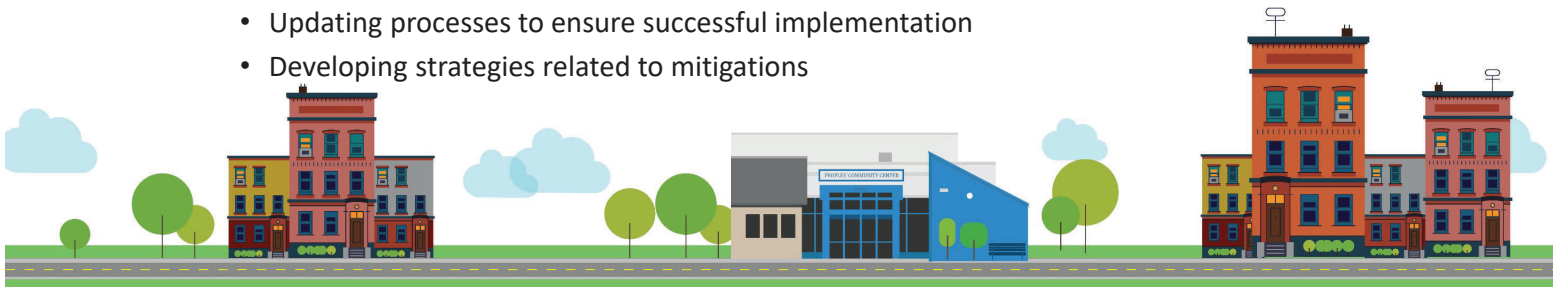 • Updating processes to ensure successful implementation
• Developing strategies related to mitigations
PEOPLES' COMMUNITY CENTER